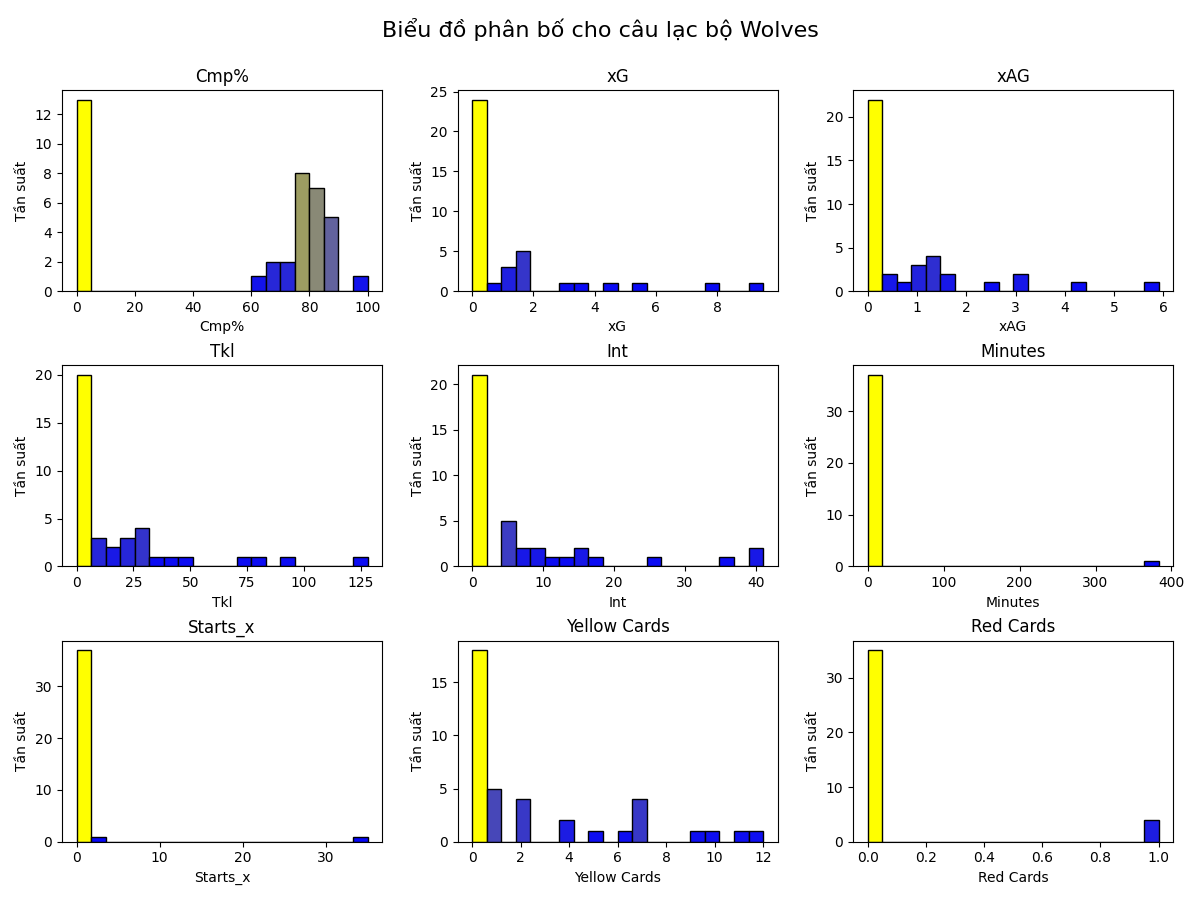 Biểu đồ phân bố cho câu lạc bộ Wolves
Cmp%
Tần suất
12
10
8
6
4
2
0
0 20 40 60 80 100
Cmp%
xG
Tần suất
25
20
15
10
5
0
0 2 4 6 8
xG
xAG
Tần suất
20
15
10
5
0
0 1 2 3 4 5 6
xAG
Tkl
Tần suất
20
15
10
5
0
0 25 50 75 100 125
Tkl
Int
Tần suất
20
15
10
5
0
0 10 20 30 40
Int
Minutes
Tần suất
30
20
10
0
0 100 200 300 400
Minutes
Starts_x
Tần suất
30
20
10
0
0 10 20 30
Starts_x
Yellow Cards
Tần suất
15
10
5
0
0 2 4 6 8 10 12
Yellow Cards
Red Cards
Tần suất
30
20
10
0
0.0 0.2 0.4 0.6 0.8 1.0
Red Cards